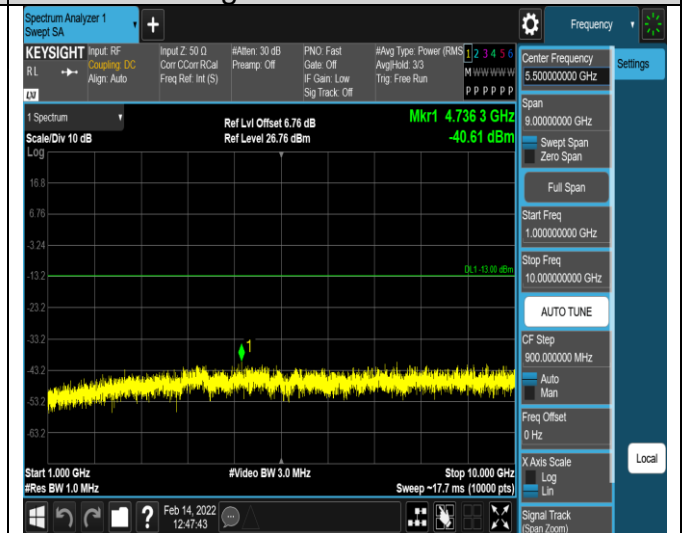 Spectrum Analyzer 1
Swept SA
Frequency
KEYSIGHT
R L
LXI
Input: RF
Coupling: DC
Align: Auto
Input Z: 50 Ω
Corr CCorr RCal
Freq Ref: Int (S)
#Atten: 30 dB
Preamp: Off
PNO: Fast
Gate: Off
IF Gain: Low
Sig Track: Off
#Avg Type: Power (RMS
Avg|Hold: 3/3
Trig: Free Run
1 2 3 4 5 6
M W W W W W
P P P P P P
1 Spectrum
Scale/Div 10 dB
Log
Ref Lvl Offset 6.76 dB
Ref Level 26.76 dBm
Mkr1 4.736 3 GHz
-40.61 dBm
16.8
6.76
-3.24
-13.2
-23.2
-33.2
-43.2
-53.2
-63.2
DL1 -13.00 dBm
1
Start 1.000 GHz
#Res BW 1.0 MHz
#Video BW 3.0 MHz
Stop 10.000 GHz
Sweep ~17.7 ms (10000 pts)
Center Frequency
5.50000000 GHz
Span
9.00000000 GHz
Swept Span
Zero Span
Full Span
Start Freq
1.000000000 GHz
Stop Freq
10.000000000 GHz
AUTO TUNE
CF Step
900.000000 MHz
Auto
Man
Freq Offset
0 Hz
X Axis Scale
Log
Lin
Signal Track
(Span Zoom)
Settings
Local
?
Feb 14, 2022
12:47:43